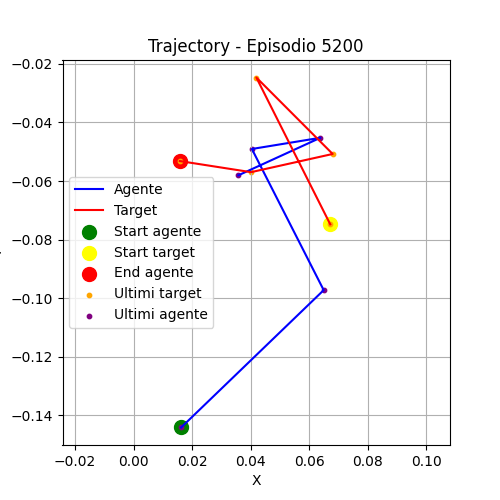 Trajectory - Episodio 5200
−0.02
−0.04
−0.06
−0.08
−0.10
−0.12
−0.14
Agente
Target
Start agente
Start target
End agente
Ultimi target
Ultimi agente
−0.02 0.00 0.02 0.04 0.06 0.08 0.10
X